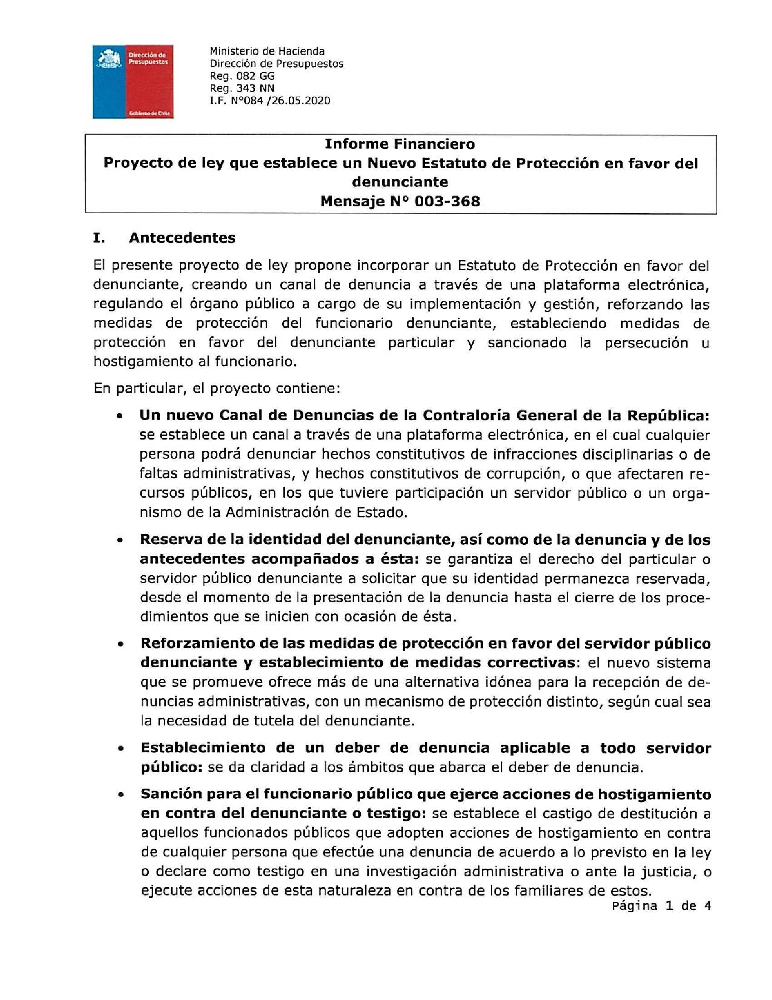 Dirección de
Presupuestos
Gobierno de Chile
Ministerio de Hacienda
Dirección de Presupuestos
Reg. 082 GG
Reg. 343 NN
I.F. N°084 /26.05.2020
Informe Financiero
Proyecto de ley que establece un Nuevo Estatuto de Protección en favor del
denunciante
Mensaje N° 003-368
I. Antecedentes
El presente proyecto de ley propone incorporar un Estatuto de Protección en favor del
denunciante, creando un canal de denuncia a través de una plataforma electrónica,
regulando el órgano público a cargo de su implementación y gestión, reforzando las
medidas de protección del funcionario denunciante, estableciendo medidas de
protección en favor del denunciante particular y sancionado la persecución u
hostigamiento al funcionario.
En particular, el proyecto contiene:
• Un nuevo Canal de Denuncias de la Contraloría General de la República:
se establece un canal a través de una plataforma electrónica, en el cual cualquier
persona podrá denunciar hechos constitutivos de infracciones disciplinarias o de
faltas administrativas, y hechos constitutivos de corrupción, o que afectaren re-
cursos públicos, en los que tuviere participación un servidor público o un orga-
nismo de la Administración de Estado.
• Reserva de la identidad del denunciante, así como de la denuncia y de los
antecedentes acompañados a ésta: se garantiza el derecho del particular o
servidor público denunciante a solicitar que su identidad permanezca reservada,
desde el momento de la presentación de la denuncia hasta el cierre de los proce-
dimientos que se inicien con ocasión de ésta.
• Reforzamiento de las medidas de protección en favor del servidor público
denunciante y establecimiento de medidas correctivas: el nuevo sistema
que se promueve ofrece más de una alternativa idónea para la recepción de de-
nuncias administrativas, con un mecanismo de protección distinto, según cual sea
la necesidad de tutela del denunciante.
• Establecimiento de un deber de denuncia aplicable a todo servidor
público: se da claridad a los ámbitos que abarca el deber de denuncia.
• Sanción para el funcionario público que ejerce acciones de hostigamiento
en contra del denunciante o testigo: se establece el castigo de destitución a
aquellos funcionados públicos que adopten acciones de hostigamiento en contra
de cualquier persona que efectúe una denuncia de acuerdo a lo previsto en la ley
o declare como testigo en una investigación administrativa o ante la justicia, o
ejecute acciones de esta naturaleza en contra de los familiares de estos.
Página 1 de 4